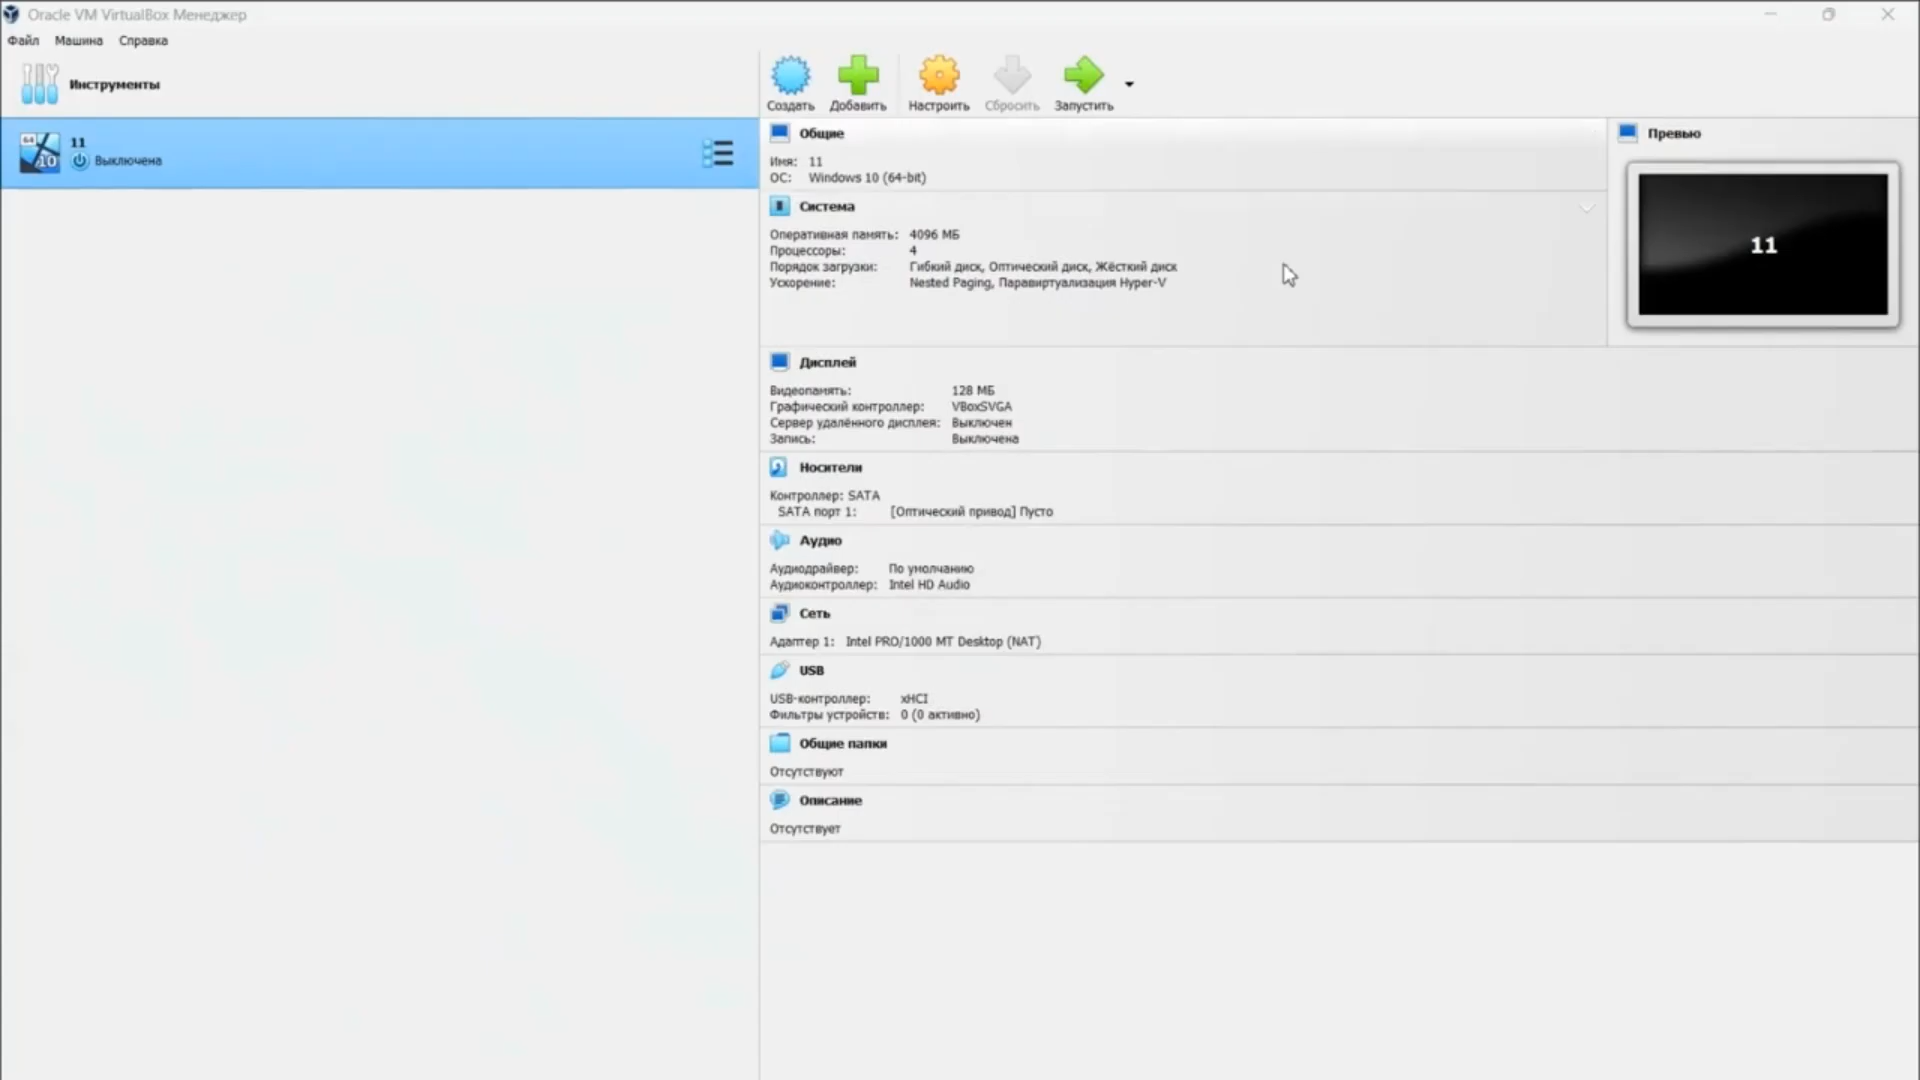 Oracle VM VirtualBox Менеджер
Файл Машина Справка
Инструменты
Создать Добавить Настроить Сбросить Запустить
64
10
11
Выключена
Общие
Имя: 11
ОС: Windows 10 (64-bit)
Превью
11
Система
Оперативная память: 4096 МБ
Процессоры: 4
Порядок загрузки: Гибкий диск, Оптический диск, Жёсткий диск
Ускорение: Nested Paging, Паравиртуализация Hyper-V
Дисплей
Видеопамять: 128 МБ
Графический контроллер: VBoxSVGA
Сервер удалённого дисплея: Выключен
Запись: Выключена
Носители
Контроллер: SATA
SATA порт 1: [Оптический привод] Пусто
Аудио
Аудиодрайвер: По умолчанию
Аудиоконтроллер: Intel HD Audio
Сеть
Адаптер 1: Intel PRO/1000 MT Desktop (NAT)
USB
USB-контроллер: xHCI
Фильтры устройств: 0 (0 активно)
Общие папки
Отсутствуют
Описание
Отсутствует